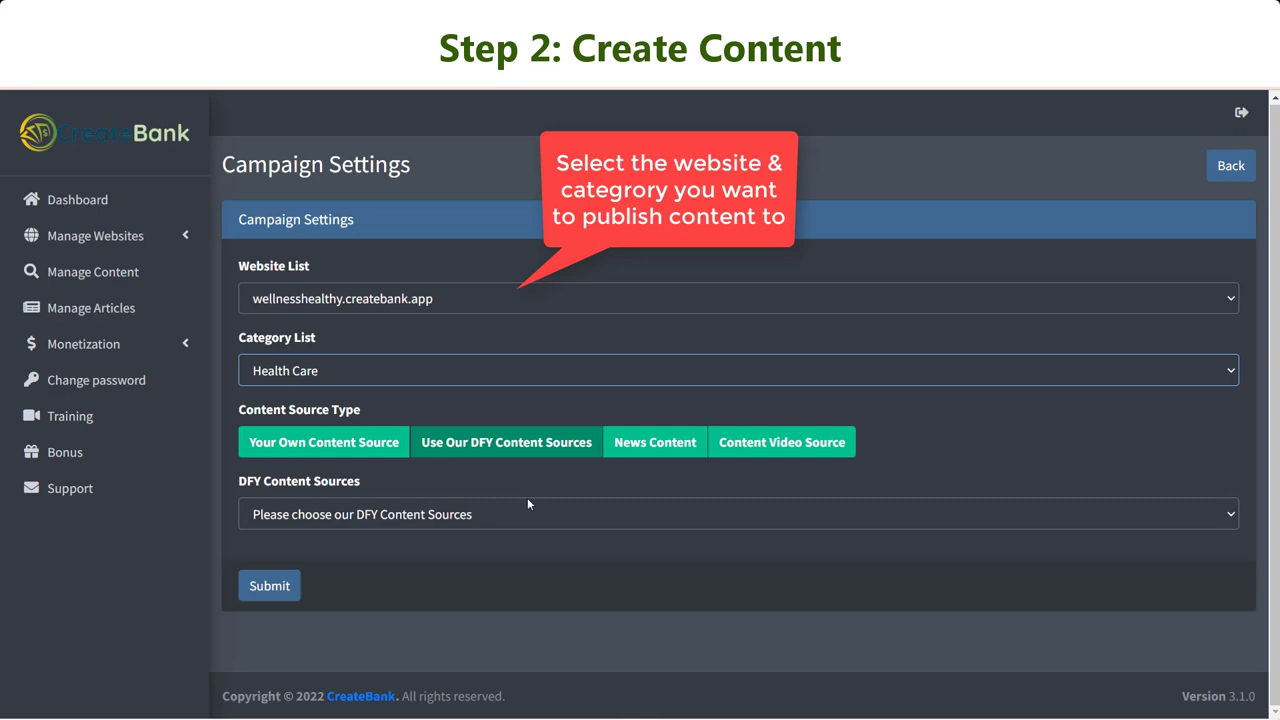 Step 2: Create Content
CreateBank
Campaign Settings
Back
Select the website &
categrory you want
to publish content to
Dashboard
Manage Websites
Manage Content
Manage Articles
Monetization
Change password
Training
Bonus
Support
Campaign Settings
Website List
wellnesshealthy.createbank.app
Category List
Health Care
Content Source Type
Your Own Content Source
Use Our DFY Content Sources
News Content
Content Video Source
DFY Content Sources
Please choose our DFY Content Sources
Submit
Copyright © 2022 CreateBank. All rights reserved.
Version 3.1.0